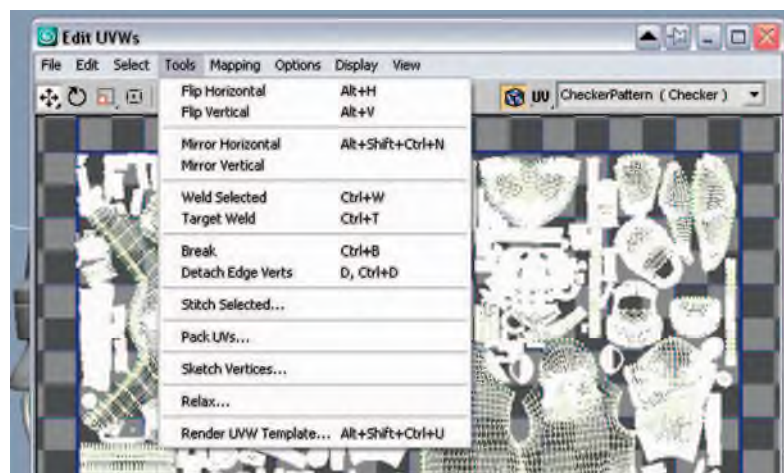 Edit UVWs
File Edit Select Tools Mapping Options Display View
UV CheckerPattern ( Checker )
Flip Horizontal Alt+H
Flip Vertical Alt+V
Mirror Horizontal Alt+Shift+Ctrl+N
Mirror Vertical
Weld Selected Ctrl+W
Target Weld Ctrl+T
Break Ctrl+B
Detach Edge Verts D, Ctrl+D
Stitch Selected...
Pack UVs...
Sketch Vertices...
Relax...
Render UVW Template... Alt+Shift+Ctrl+U